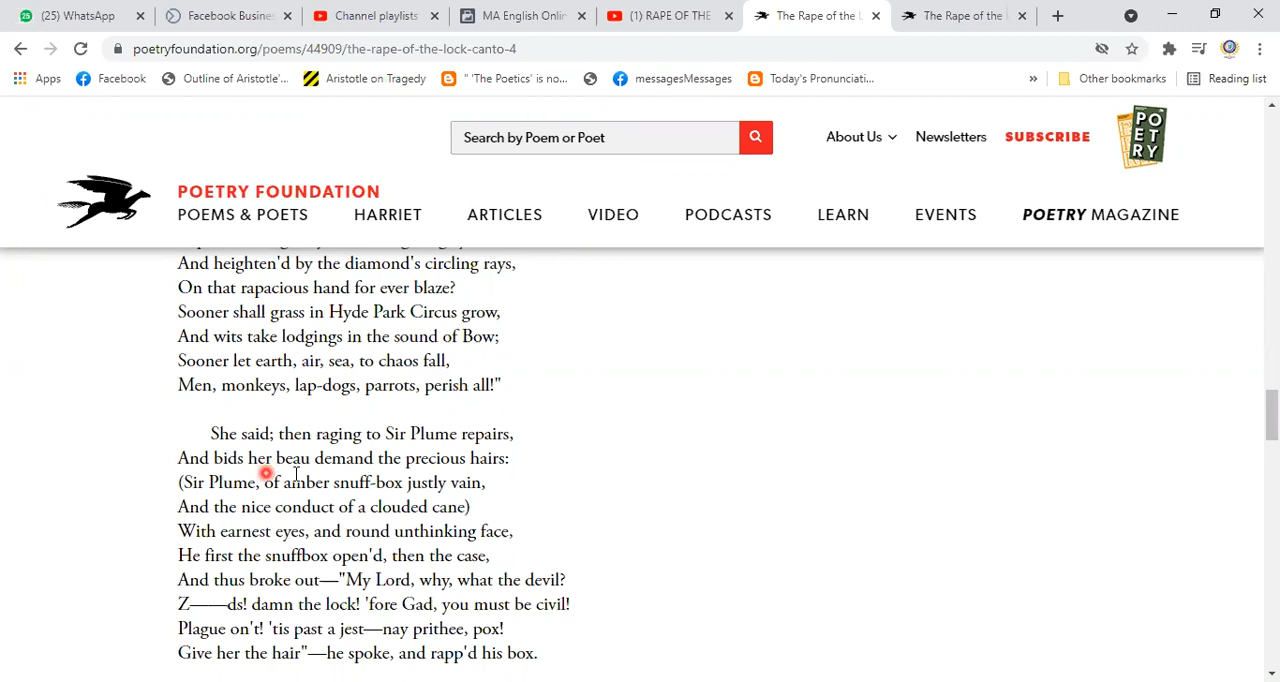 (25) WhatsApp
Facebook Busine
Channel playlists
MA English Onlin
(1) RAPE OF THE
The Rape of the L
The Rape of the
poetryfoundation.org/poems/44909/the-rape-of-the-lock-canto-4
Apps
Facebook
Outline of Aristotle'...
Aristotle on Tragedy
" 'The Poetics' is no...
messagesMessages
Today's Pronunciati...
»
Other bookmarks
Reading list
Search by Poem or Poet
About Us
Newsletters
SUBSCRIBE
POETRY
POETRY FOUNDATION
POEMS & POETS
HARRIET
ARTICLES
VIDEO
PODCASTS
LEARN
EVENTS
POETRY MAGAZINE
And heighten'd by the diamond's circling rays,
On that rapacious hand for ever blaze?
Sooner shall grass in Hyde Park Circus grow,
And wits take lodgings in the sound of Bow;
Sooner let earth, air, sea, to chaos fall,
Men, monkeys, lap-dogs, parrots, perish all!"
She said; then raging to Sir Plume repairs,
And bids her beau demand the precious hairs:
(Sir Plume, of amber snuff-box justly vain,
And the nice conduct of a clouded cane)
With earnest eyes, and round unthinking face,
He first the snuffbox open'd, then the case,
And thus broke out—"My Lord, why, what the devil?
Z——ds! damn the lock! 'fore Gad, you must be civil!
Plague on't! 'tis past a jest—nay prithee, pox!
Give her the hair"—he spoke, and rapp'd his box.